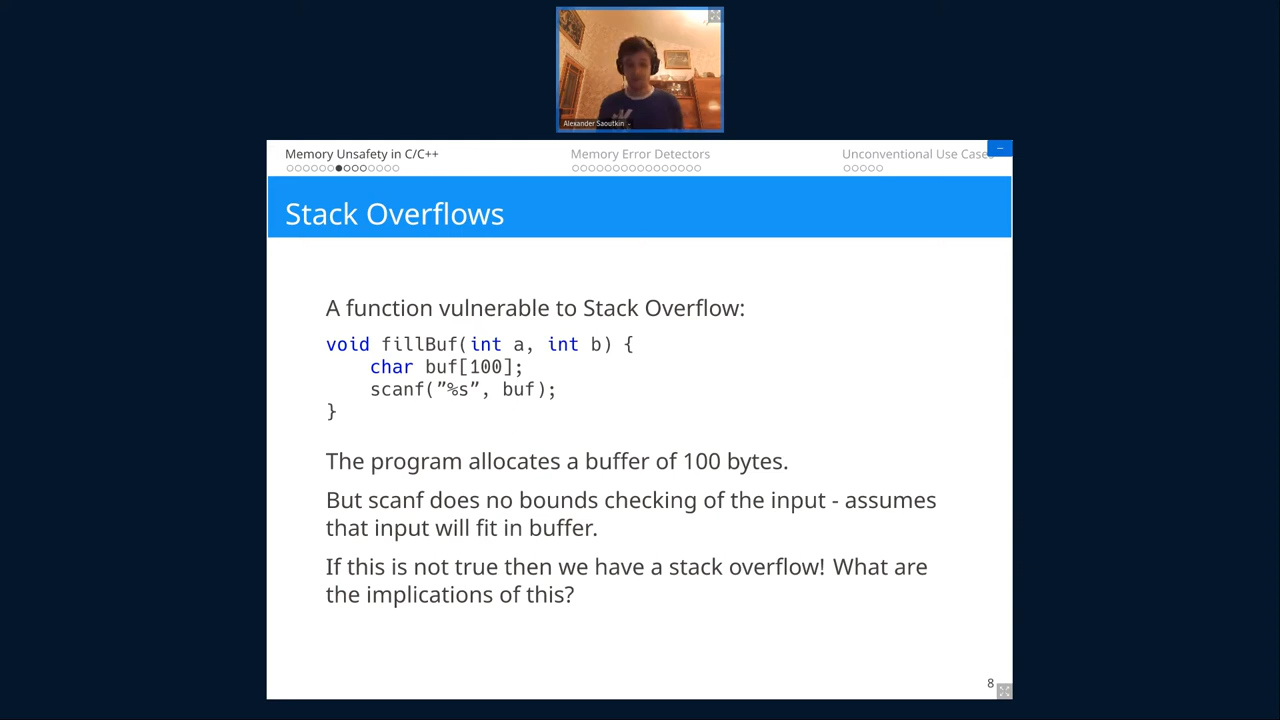 Alexander Saoutkin
Memory Unsafety in C/C++
Memory Error Detectors
Unconventional Use Cases
Stack Overflows
A function vulnerable to Stack Overflow:
void fillBuf(int a, int b) {
    char buf[100];
    scanf(”%s”, buf);
}
The program allocates a buffer of 100 bytes.
But scanf does no bounds checking of the input - assumes
that input will fit in buffer.
If this is not true then we have a stack overflow! What are
the implications of this?
8